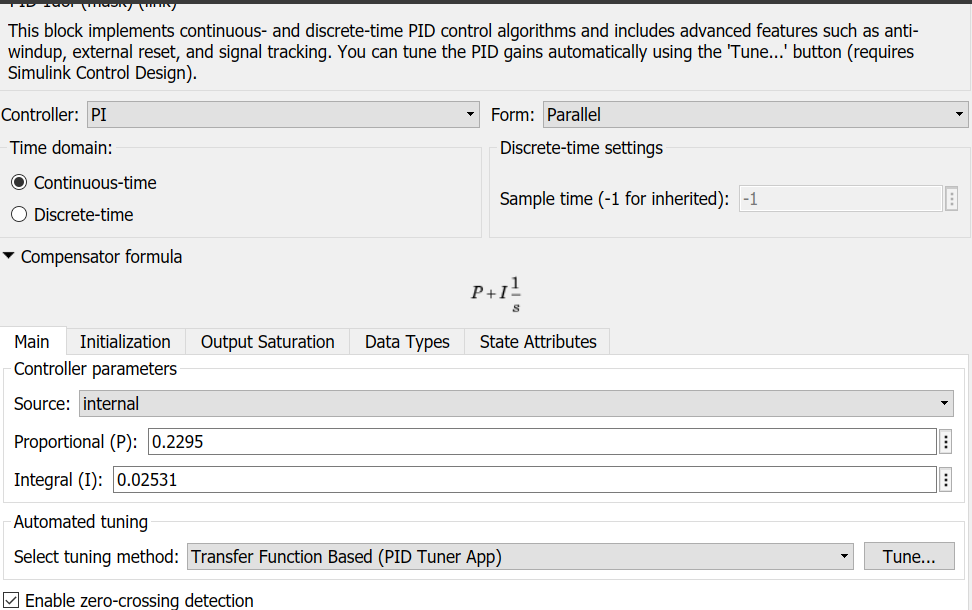 This block implements continuous- and discrete-time PID control algorithms and includes advanced features such as anti-
windup, external reset, and signal tracking. You can tune the PID gains automatically using the 'Tune...' button (requires
Simulink Control Design).
Controller: PI Form: Parallel
Time domain: Discrete-time settings
Continuous-time
Sample time (-1 for inherited): -1
Discrete-time
Compensator formula
P + I 1/s
Main Initialization Output Saturation Data Types State Attributes
Controller parameters
Source: internal
Proportional (P): 0.2295
Integral (I): 0.02531
Automated tuning
Select tuning method: Transfer Function Based (PID Tuner App) Tune...
Enable zero-crossing detection